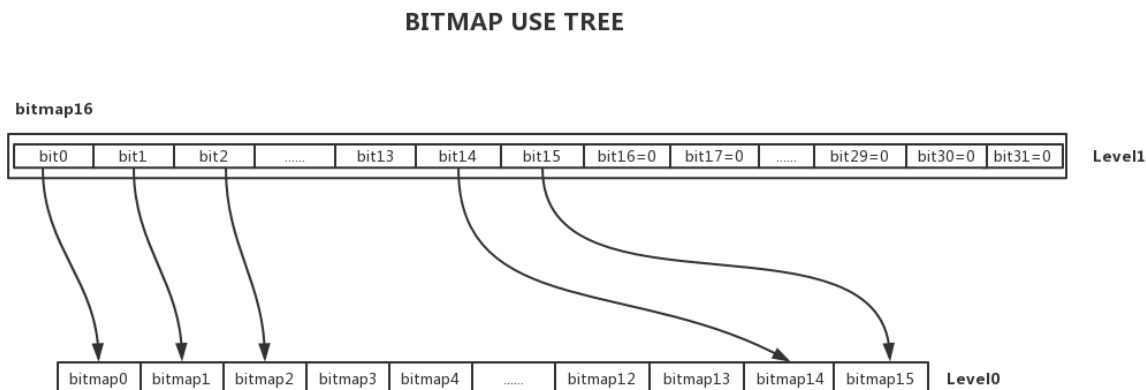 BITMAP USE TREE
bitmap16
bit0 bit1 bit2 ...... bit13 bit14 bit15 bit16=0 bit17=0 ...... bit29=0 bit30=0 bit31=0 Level1
bitmap0 bitmap1 bitmap2 bitmap3 bitmap4 ...... bitmap12 bitmap13 bitmap14 bitmap15 Level0